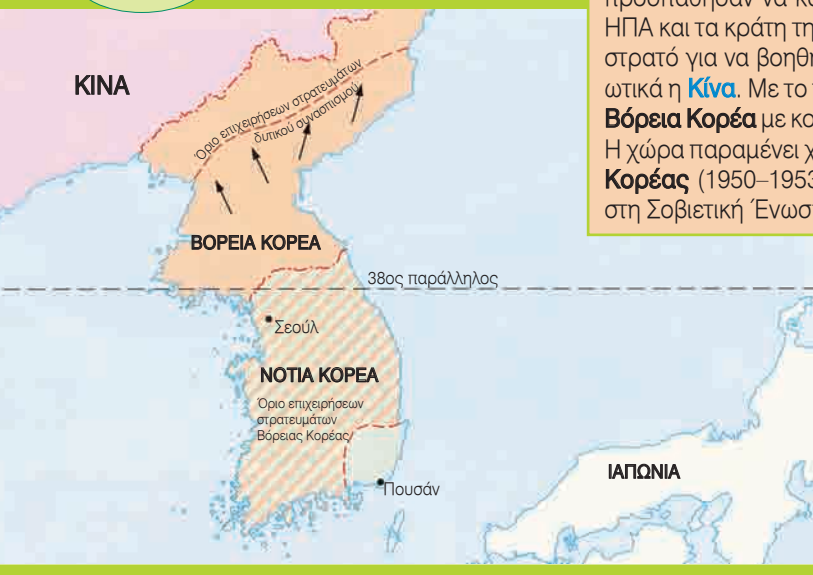 ΗΠΑ και τα κράτη τη
στρατό για να βοηθή
ωτικά η Κίνα. Με το
Βόρεια Κορέα με κο
Η χώρα παραμένει χ
Κορέας (1950–1953
στη Σοβιετική Ένωσ
ΚΙΝΑ
Όριο επιχειρήσεων στρατευμάτων
δυτικού συνασπισμού
ΒΟΡΕΙΑ ΚΟΡΕΑ
38ος παράλληλος
Σεούλ
ΝΟΤΙΑ ΚΟΡΕΑ
Όριο επιχειρήσεων
στρατευμάτων
Βόρειας Κορέας
Πουσάν
ΙΑΠΩΝΙΑ